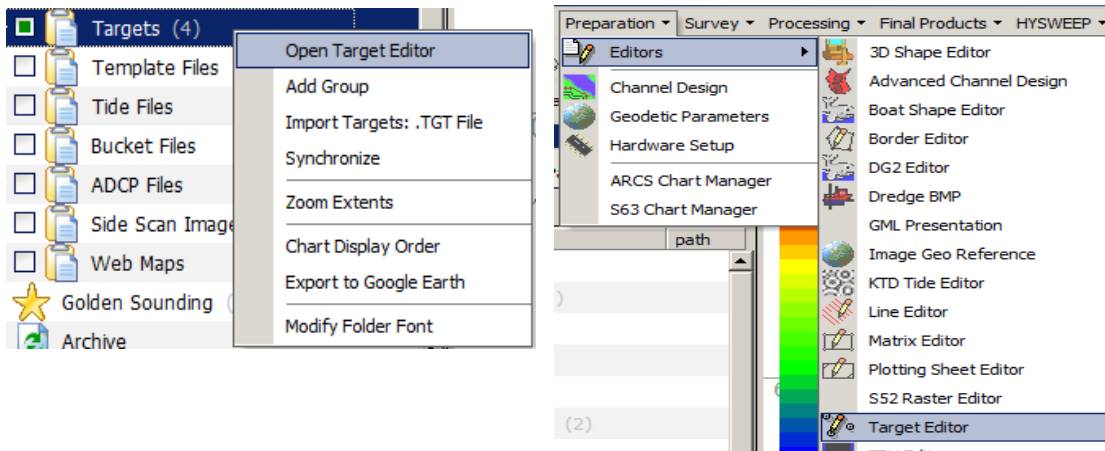 Targets (4)
Template Files
Tide Files
Bucket Files
ADCP Files
Side Scan Image
Web Maps
Golden Sounding (
Archive
Open Target Editor
Add Group
Import Targets: .TGT File
Synchronize
Zoom Extents
Chart Display Order
Export to Google Earth
Modify Folder Font
Preparation Survey Processing Final Products HYSWEEP
Editors
Channel Design
Geodetic Parameters
Hardware Setup
ARCS Chart Manager
S63 Chart Manager
path
)
(2)
3D Shape Editor
Advanced Channel Design
Boat Shape Editor
Border Editor
DG2 Editor
Dredge BMP
GML Presentation
Image Geo Reference
KTD Tide Editor
Line Editor
Matrix Editor
Plotting Sheet Editor
S52 Raster Editor
Target Editor